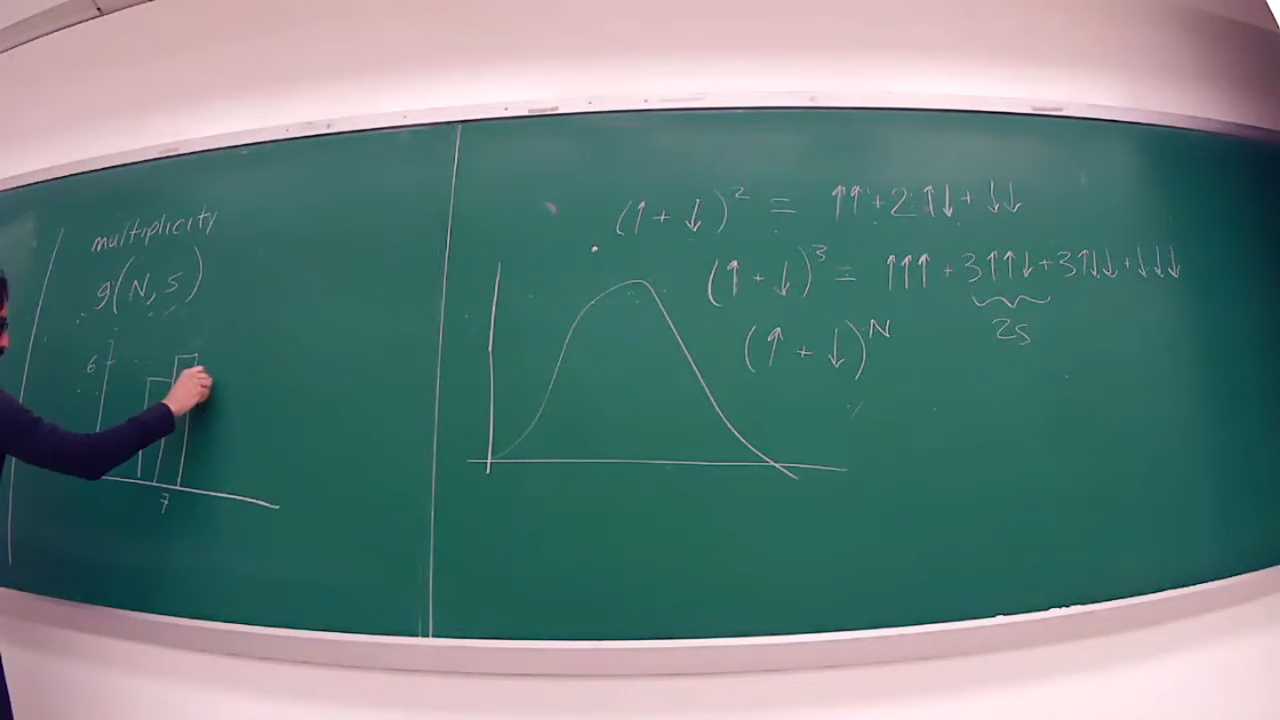 multiplicity
g(N, s)
6
7
(↑ + ↓)² = ↑↑ + 2↑↓ + ↓↓
(↑ + ↓)³ = ↑↑↑ + 3↑↑↓ + 3↑↓↓ + ↓↓↓
2s
(↑ + ↓)ᴺ